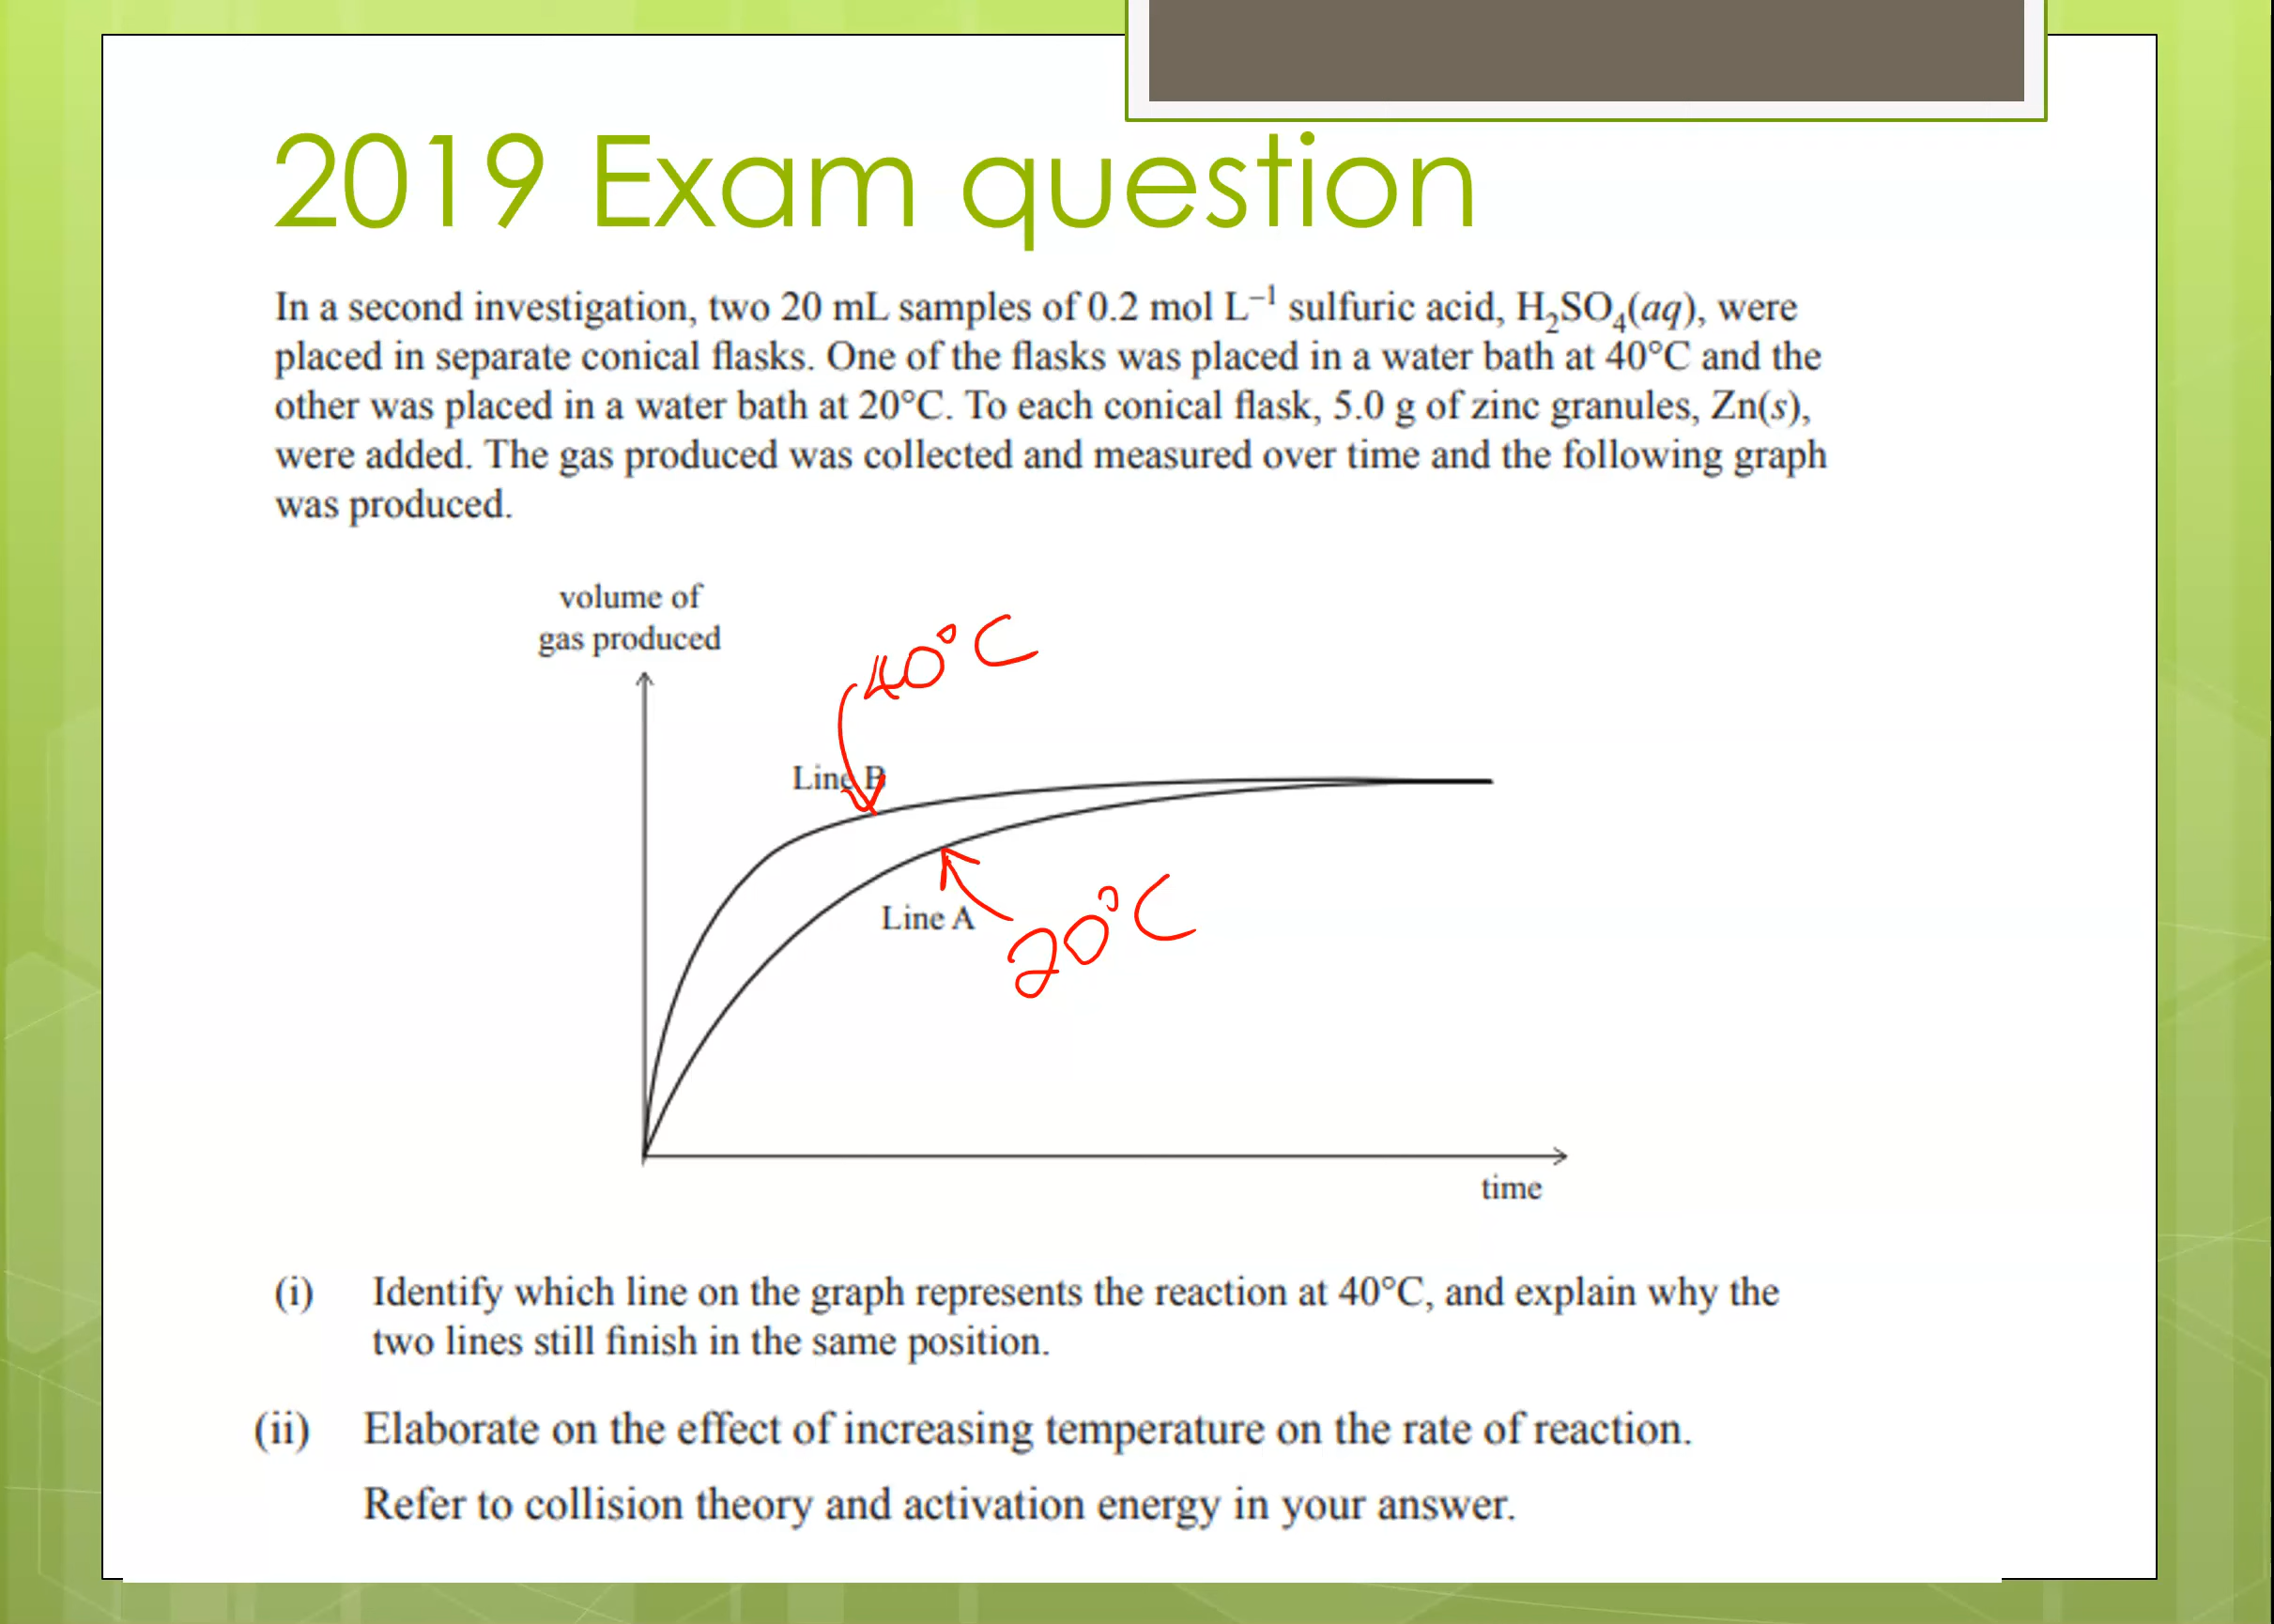 2019 Exam question
In a second investigation, two 20 mL samples of 0.2 mol L⁻¹ sulfuric acid, H₂SO₄(aq), were
placed in separate conical flasks. One of the flasks was placed in a water bath at 40°C and the
other was placed in a water bath at 20°C. To each conical flask, 5.0 g of zinc granules, Zn(s),
were added. The gas produced was collected and measured over time and the following graph
was produced.
volume of
gas produced
40°C
Line B
Line A
20°C
time
(i) Identify which line on the graph represents the reaction at 40°C, and explain why the
two lines still finish in the same position.
(ii) Elaborate on the effect of increasing temperature on the rate of reaction.
Refer to collision theory and activation energy in your answer.